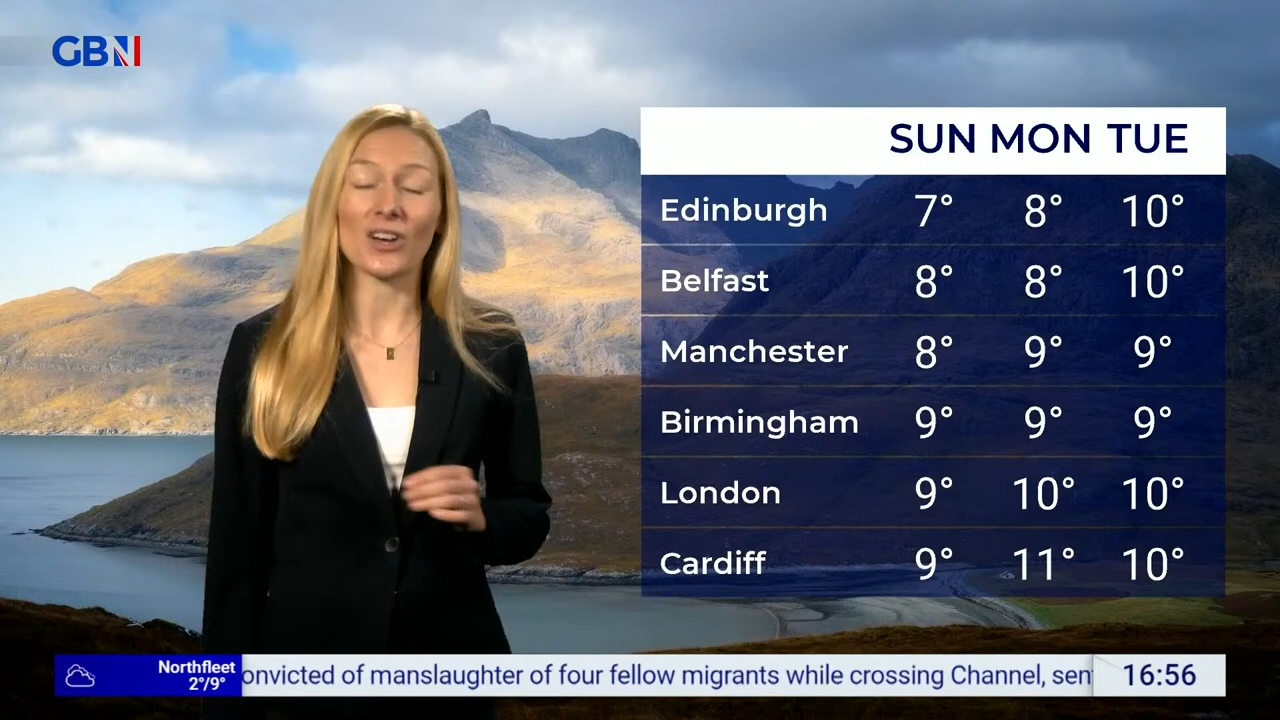 GBN
SUN MON TUE
Edinburgh 7° 8° 10°
Belfast 8° 8° 10°
Manchester 8° 9° 9°
Birmingham 9° 9° 9°
London 9° 10° 10°
Cardiff 9° 11° 10°
Northfleet
2°/9°
onvicted of manslaughter of four fellow migrants while crossing Channel, sen
16:56